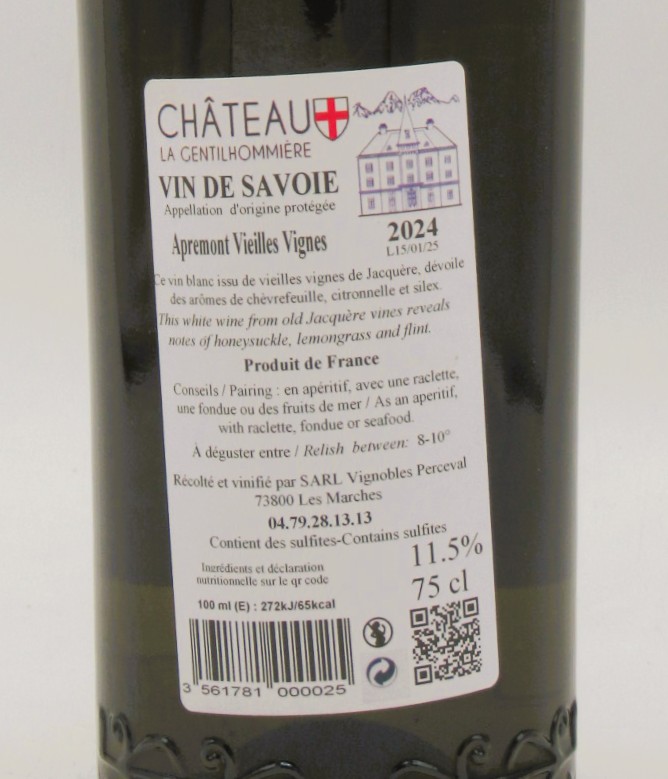 CHÂTEAU
LA GENTILHOMMIÈRE
VIN DE SAVOIE
Appellation d'origine protégée
Apremont Vieilles Vignes
2024
L15/01/25
Ce vin blanc issu de vieilles vignes de Jacquère, dévoile
des arômes de chèvrefeuille, citronnelle et silex.
This white wine from old Jacquère vines reveals
notes of honeysuckle, lemongrass and flint.
Produit de France
Conseils / Pairing : en apéritif, avec une raclette,
une fondue ou des fruits de mer / As an aperitif,
with raclette, fondue or seafood.
À déguster entre / Relish between: 8-10°
Récolté et vinifié par SARL Vignobles Perceval
73800 Les Marches
04.79.28.13.13
Contient des sulfites-Contains sulfites
11.5%
75 cl
Ingrédients et déclaration
nutritionnelle sur le qr code
100 ml (E) : 272kJ/65kcal
3 561781 000025